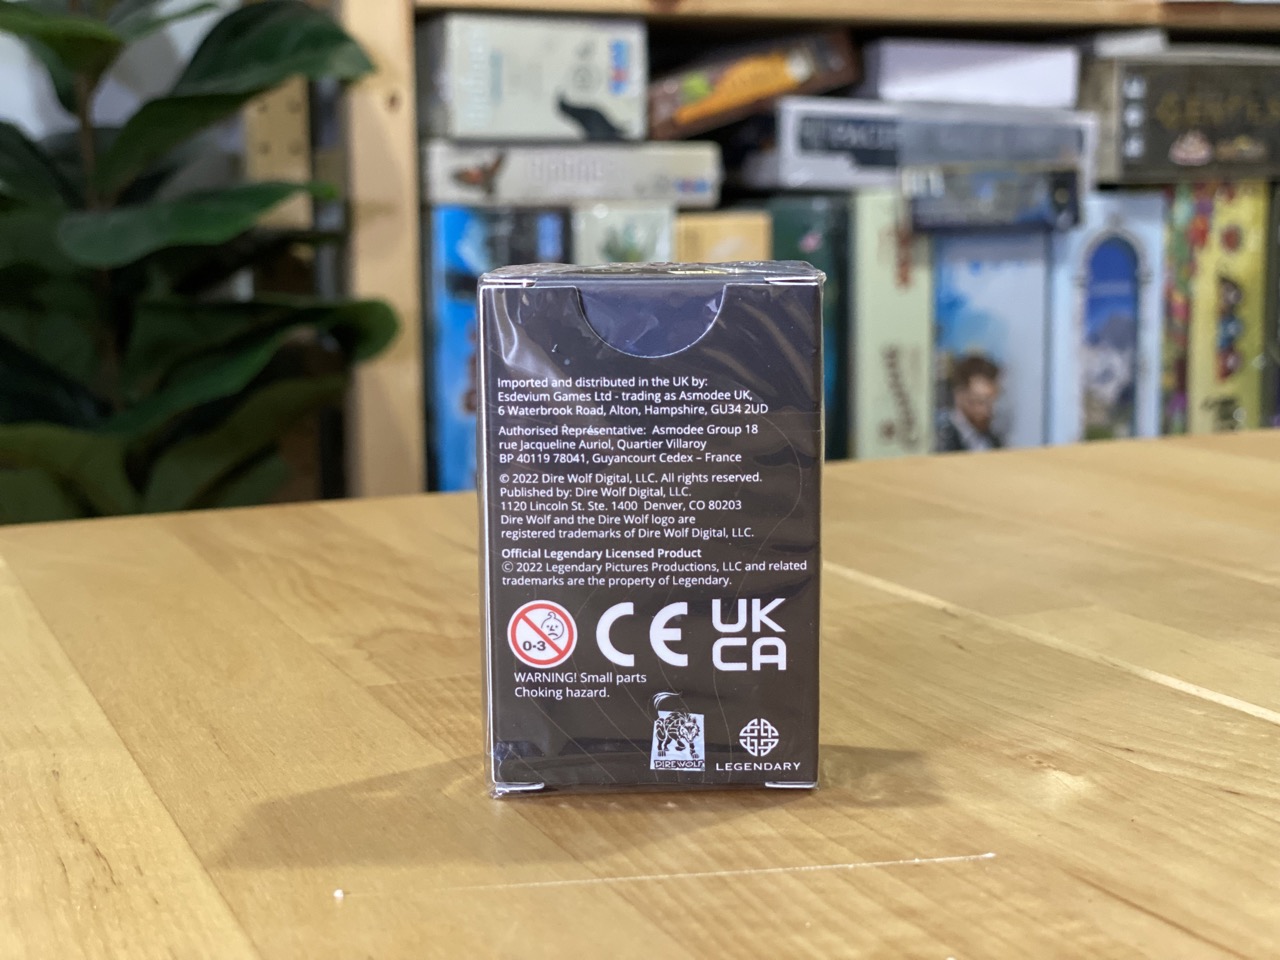 Imported and distributed in the UK by:
Esdevium Games Ltd - trading as Asmodee UK,
6 Waterbrook Road, Alton, Hampshire, GU34 2UD
Authorised Représentative: Asmodee Group 18
rue Jacqueline Auriol, Quartier Villaroy
BP 40119 78041, Guyancourt Cedex – France
© 2022 Dire Wolf Digital, LLC. All rights reserved.
Published by: Dire Wolf Digital, LLC.
1120 Lincoln St. Ste. 1400 Denver, CO 80203
Dire Wolf and the Dire Wolf logo are
registered trademarks of Dire Wolf Digital, LLC.
Official Legendary Licensed Product
© 2022 Legendary Pictures Productions, LLC and related
trademarks are the property of Legendary.
0-3
CE
UK
CA
WARNING! Small parts
Choking hazard.
DIREWOLF
LEGENDARY